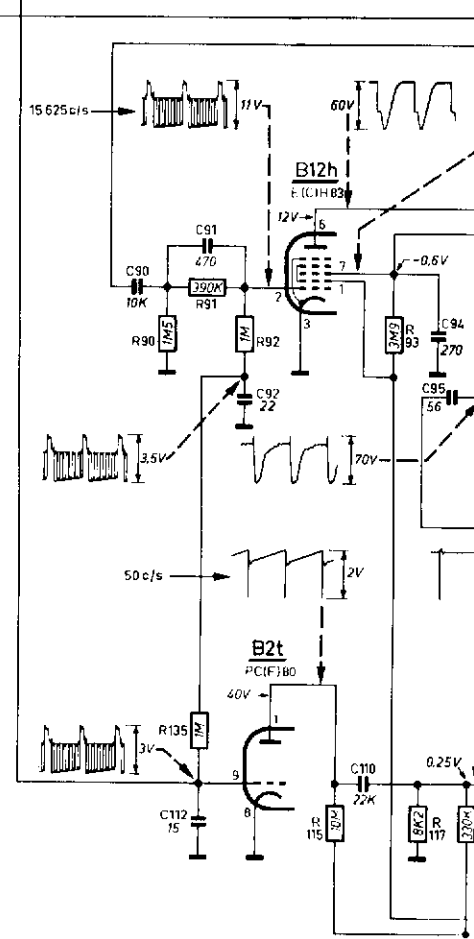 15 625 c/s
11V
60V
B12h
E(C)H 83
12V
6
C91
470
C90
10K
390K
R91
2
7
1
3
-0,6V
R90
1M5
1M
R92
3M9
R
93
C94
270
C92
22
C95
56
3,5V
70V
50 c/s
2V
B2t
PC(F) 80
40V
1
R135
1M
3V
9
8
C112
15
C110
22K
0.25V
R
115
10M
8K2
R
117
330K